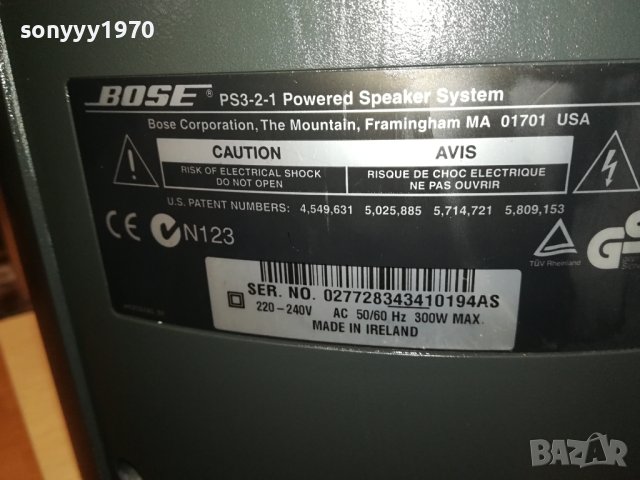 sonyyy1970
BOSE® PS3-2-1 Powered Speaker System
Bose Corporation, The Mountain, Framingham MA 01701 USA
CAUTION
RISK OF ELECTRICAL SHOCK
DO NOT OPEN
AVIS
RISQUE DE CHOC ELECTRIQUE
NE PAS OUVRIR
U.S. PATENT NUMBERS: 4,549,631 5,025,885 5,714,721 5,809,153
CE N123
TÜV Rheinland
GS
SER. NO. 027728343410194AS
220-240V AC 50/60 Hz 300W MAX.
MADE IN IRELAND
BAZAR